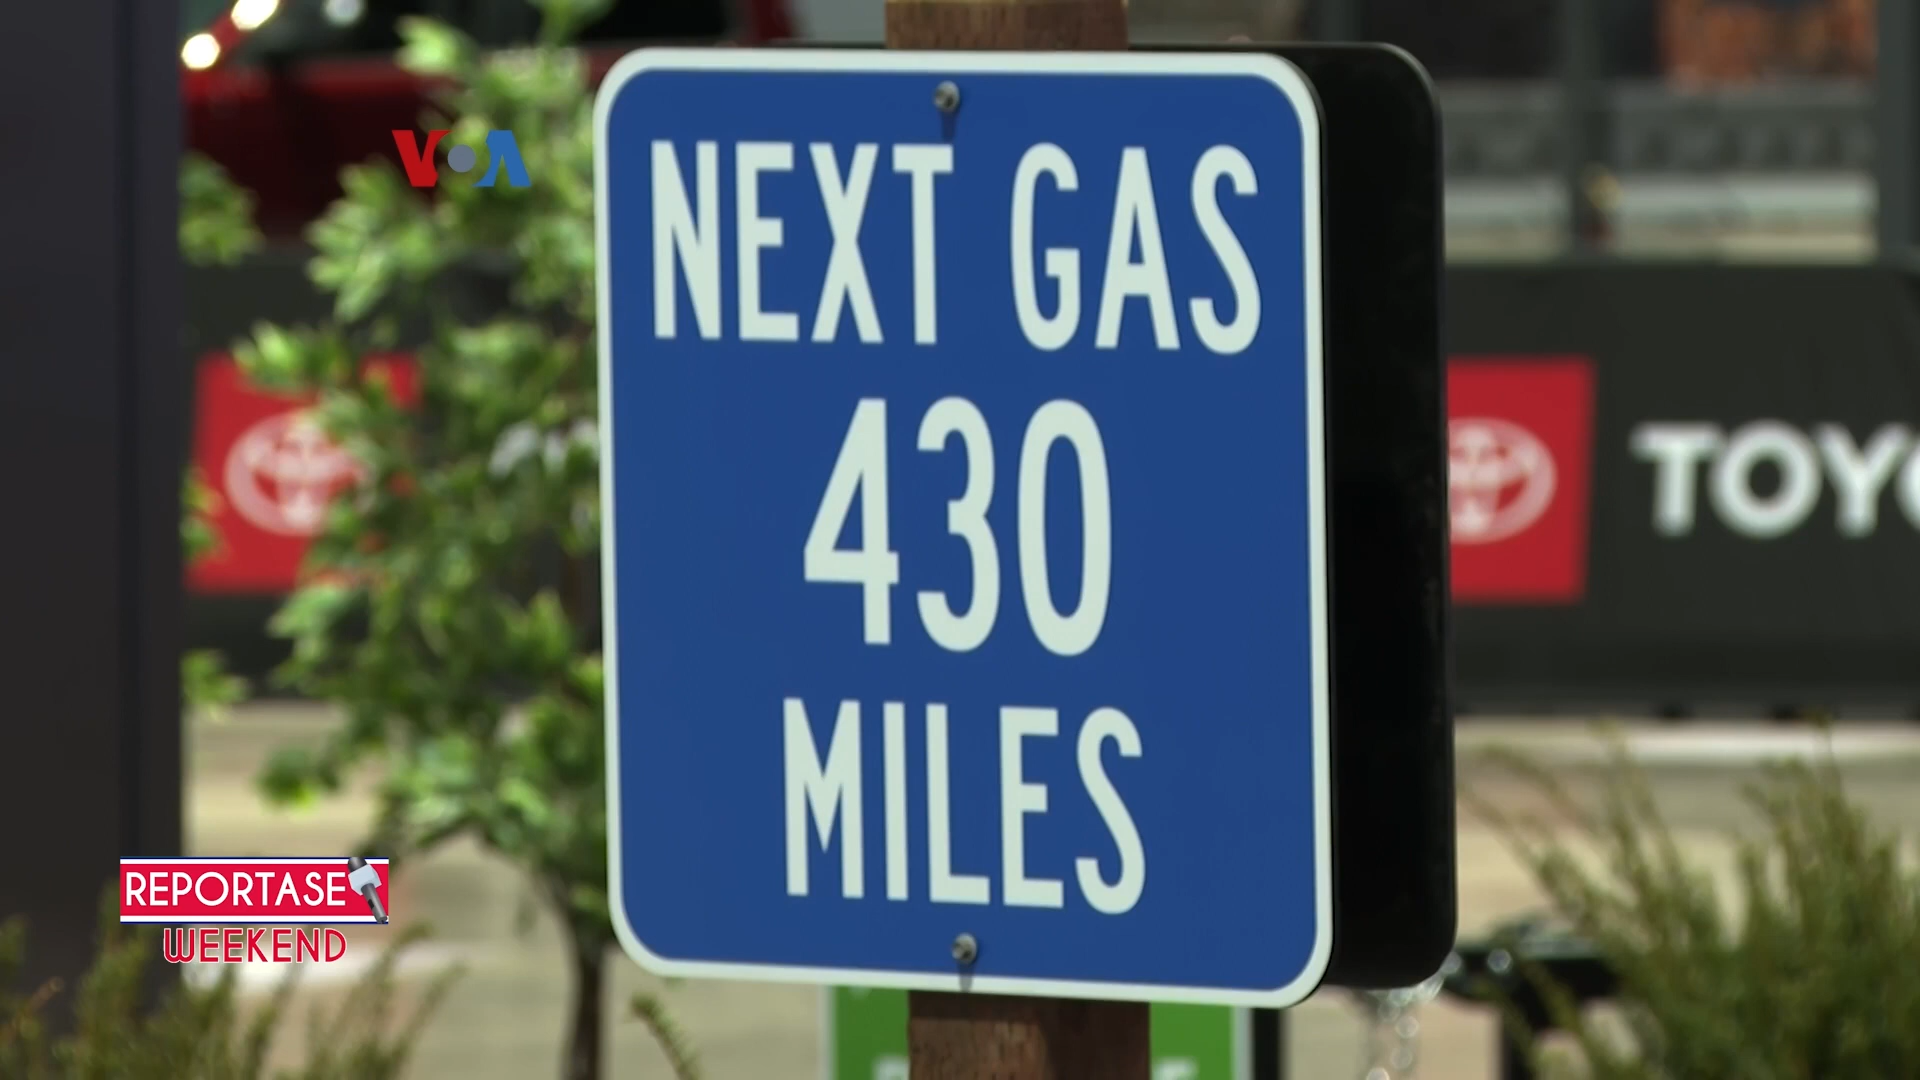 VOA
NEXT GAS
430
MILES
TOYO
REPORTASE
WEEKEND